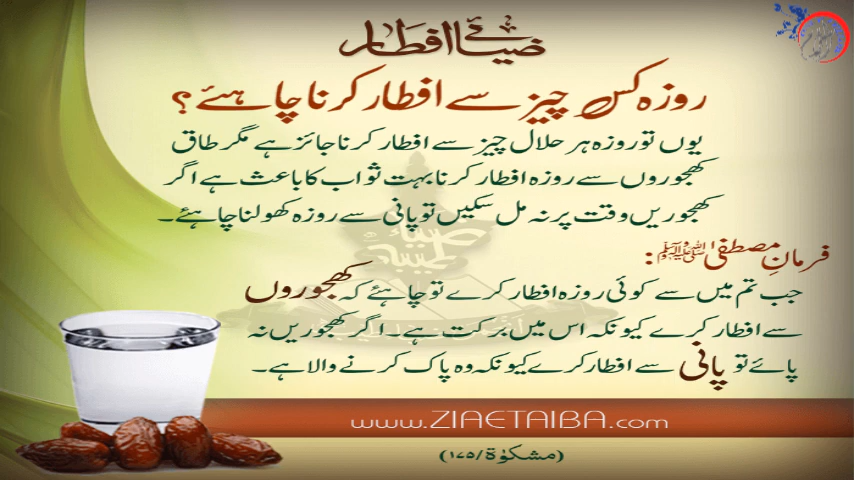 ضیائے افطار
روزہ کس چیز سے افطار کرنا چاہئے؟
یوں تو روزہ ہر حلال چیز سے افطار کرنا جائز ہے مگر طاق
کھجوروں سے روزہ افطار کرنا بہت ثواب کا باعث ہے اگر
کھجوریں وقت پر نہ مل سکیں تو پانی سے روزہ کھولنا چاہئے۔
فرمانِ مصطفیٰ ﷺ:
جب تم میں سے کوئی روزہ افطار کرے تو چاہئے کہ کھجوروں
سے افطار کرے کیونکہ اس میں برکت ہے۔ اگر کھجوریں نہ
پائے تو پانی سے افطار کرے کیونکہ وہ پاک کرنے والا ہے۔
www.ZIAETAIBA.com
(مشکوٰۃ/۱۷۵)